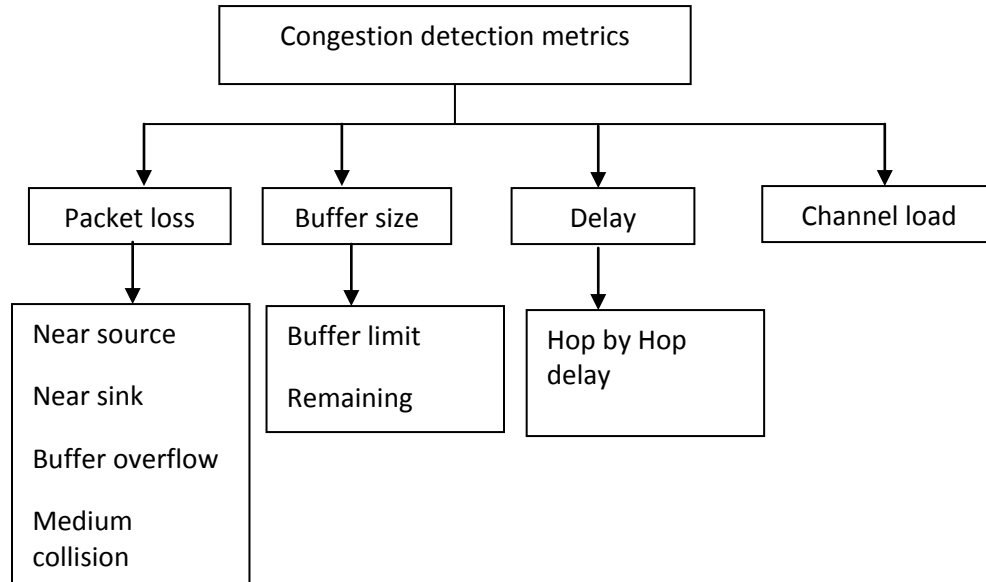 Congestion detection metrics
Packet loss
Buffer size
Delay
Channel load
Near source
Near sink
Buffer overflow
Medium
collision
Buffer limit
Remaining
Hop by Hop
delay